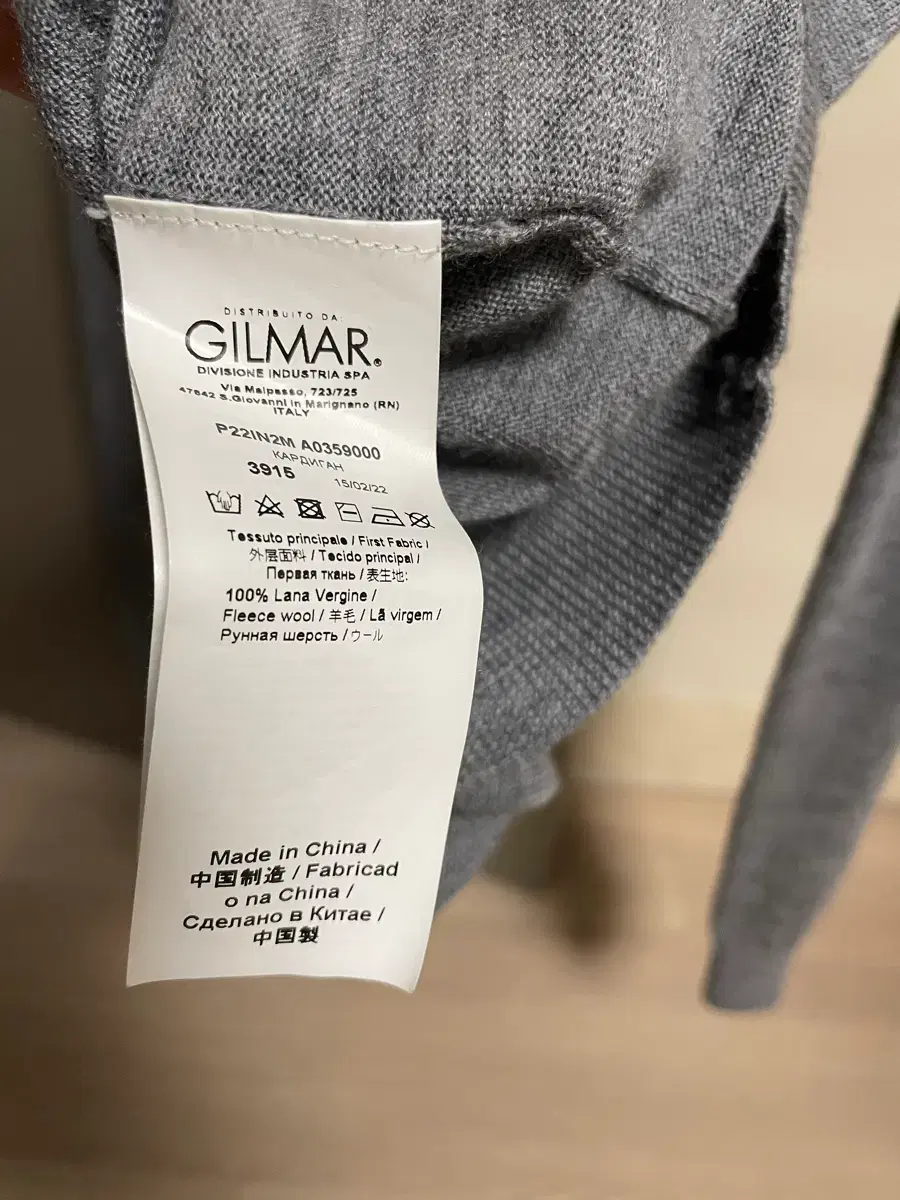 DISTRIBUITO DA:
GILMAR®
DIVISIONE INDUSTRIA SPA
Via Malpasso, 723/725
47842 S.Giovanni in Marignano (RN)
ITALY
P22IN2M A0359000
КАРДИГАН
3915 15/02/22
Tessuto principale / First Fabric /
外层面料 / Tecido principal /
Первая ткань / 表生地:
100% Lana Vergine /
Fleece wool / 羊毛 / Lã virgem /
Рунная шерсть / ウール
Made in China /
中国制造 / Fabricad
o na China /
Сделано в Китае /
中国製